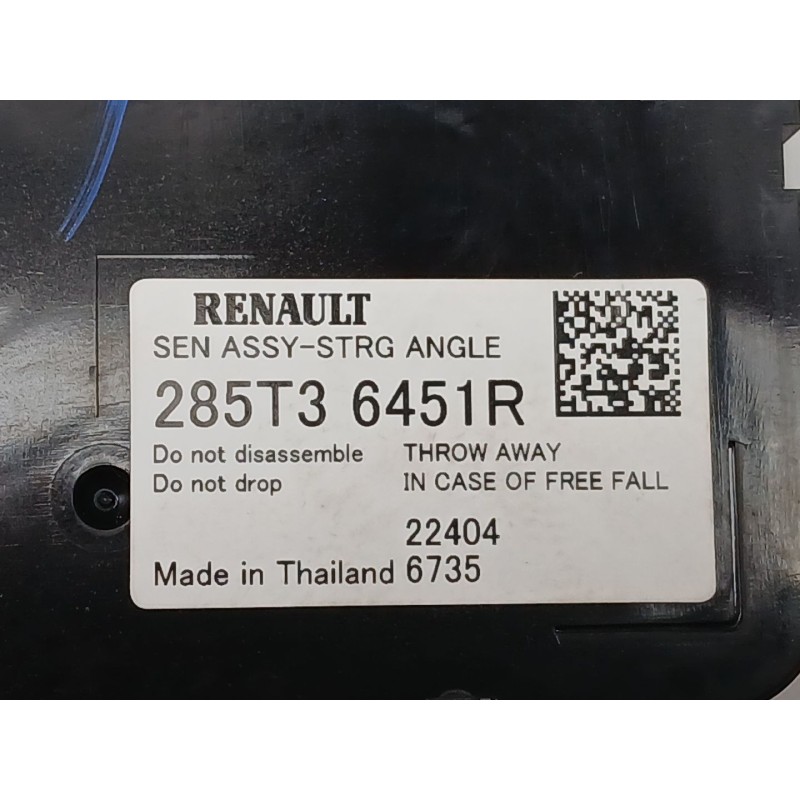 RENAULT
SEN ASSY-STRG ANGLE
285T3 6451R
Do not disassemble THROW AWAY
Do not drop IN CASE OF FREE FALL
22404
Made in Thailand 6735